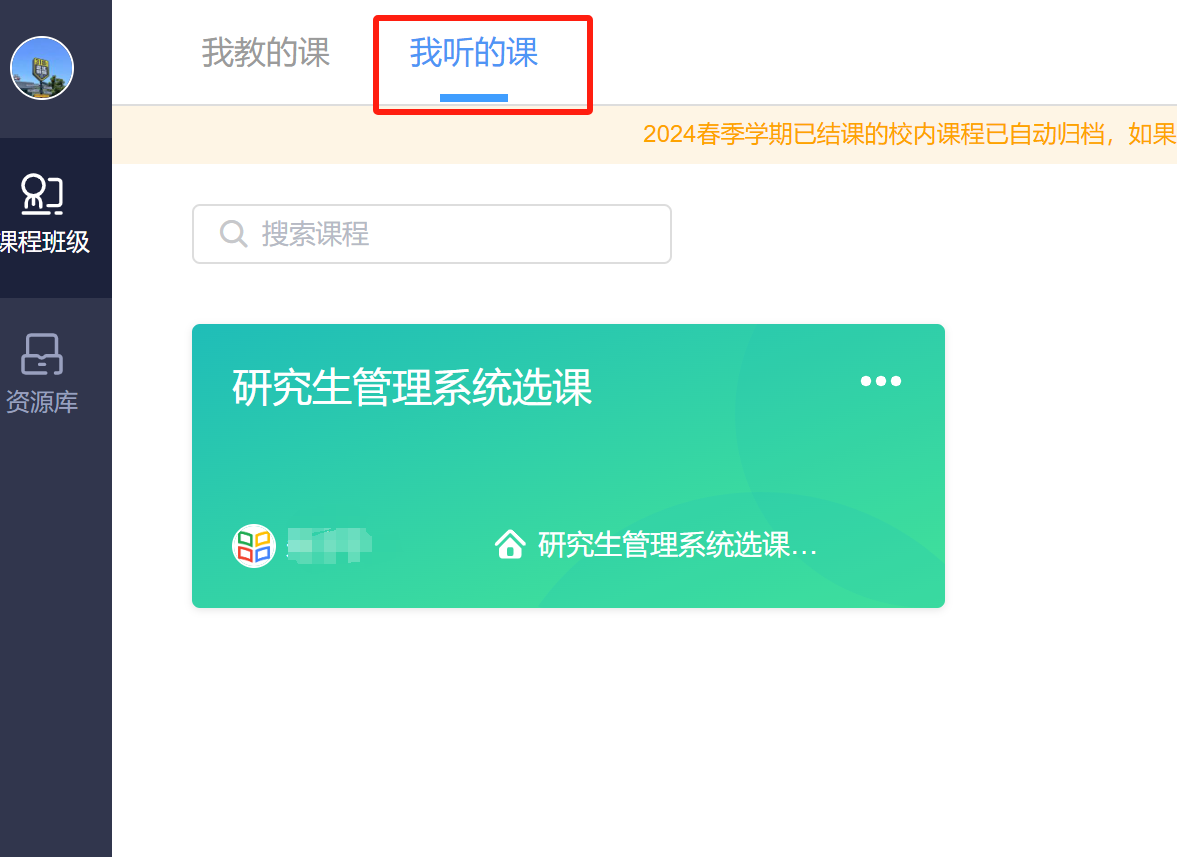 我教的课
我听的课
2024春季学期已结课的校内课程已自动归档，如果
课程班级
搜索课程
资源库
研究生管理系统选课
研究生管理系统选课...